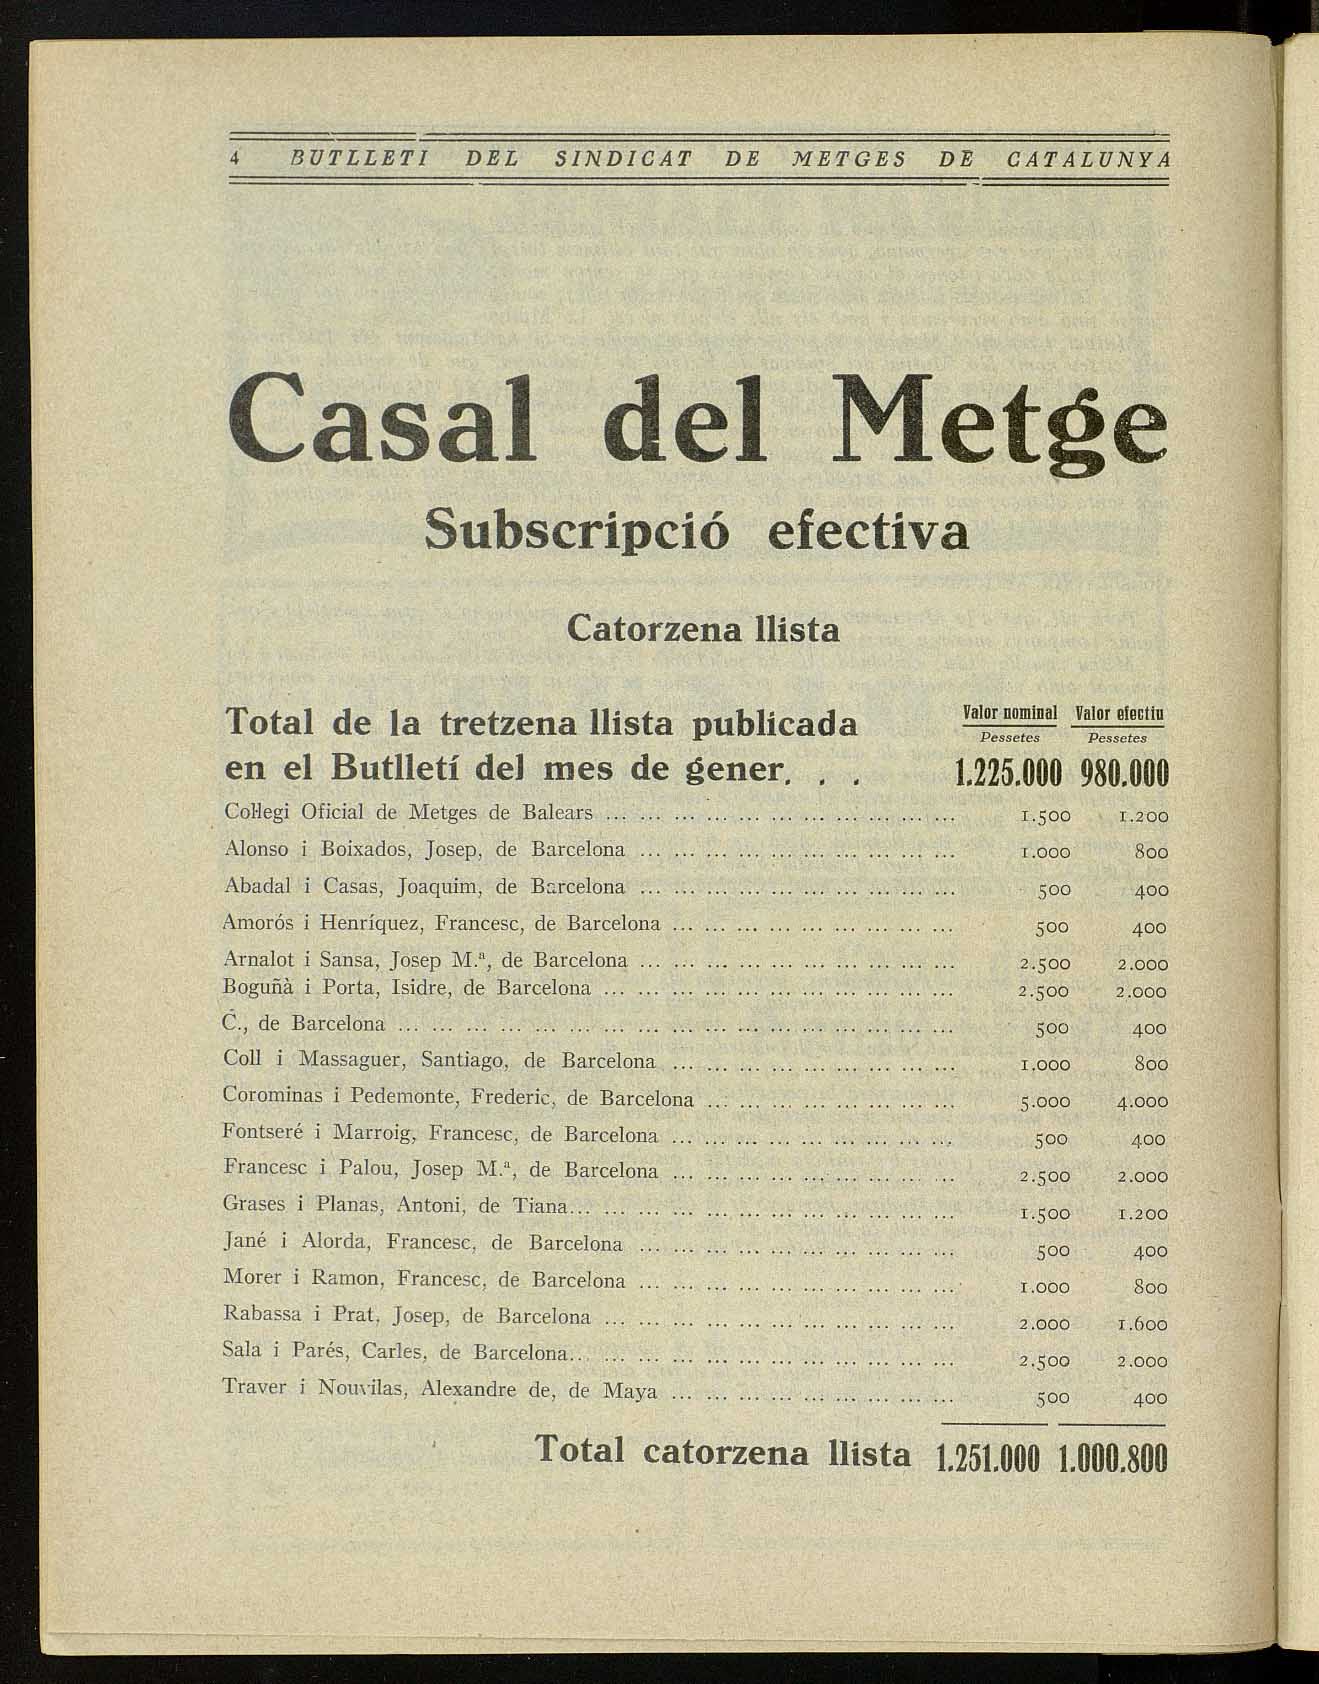 4 BUTLLETI DEL SINDICAT DE METGES DE CATALUNYA
Casal del Metge
Subscripció efectiva
Catorzena llista
Total de la tretzena llista publicada Valor nominal Valor efectiu
Pessetes Pessetes
en el Butlletí del mes de gener. . . 1.225.000 980.000
Col·legi Oficial de Metges de Balears ... ... ... ... ... ... ... ... ... ... ... 1.500 1.200
Alonso i Boixados, Josep, de Barcelona ... ... ... ... ... ... ... ... ... ... 1.000 800
Abadal i Casas, Joaquim, de Barcelona ... ... ... ... ... ... ... ... ... ... 500 400
Amorós i Henríquez, Francesc, de Barcelona ... ... ... ... ... ... ... ... ... 500 400
Arnalot i Sansa, Josep M.ª, de Barcelona ... ... ... ... ... ... ... ... ... ... 2.500 2.000
Boguñà i Porta, Isidre, de Barcelona ... ... ... ... ... ... ... ... ... ... ... 2.500 2.000
C., de Barcelona ... ... ... ... ... ... ... ... ... ... ... ... ... ... ... ... ... 500 400
Coll i Massaguer, Santiago, de Barcelona ... ... ... ... ... ... ... ... ... 1.000 800
Corominas i Pedemonte, Frederic, de Barcelona ... ... ... ... ... ... ... ... 5.000 4.000
Fontseré i Marroig, Francesc, de Barcelona ... ... ... ... ... ... ... ... ... 500 400
Francesc i Palou, Josep M.ª, de Barcelona ... ... ... ... ... ... ... ... ... 2.500 2.000
Grases i Planas, Antoni, de Tiana... ... ... ... ... ... ... ... ... ... ... ... 1.500 1.200
Jané i Alorda, Francesc, de Barcelona ... ... ... ... ... ... ... ... ... ... 500 400
Morer i Ramon, Francesc, de Barcelona ... ... ... ... ... ... ... ... ... ... 1.000 800
Rabassa i Prat, Josep, de Barcelona ... ... ... ... ... ... ... ... ... ... ... 2.000 1.600
Sala i Parés, Carles, de Barcelona... ... ... ... ... ... ... ... ... ... ... ... 2.500 2.000
Traver i Nouvilas, Alexandre de, de Maya ... ... ... ... ... ... ... ... ... 500 400
Total catorzena llista 1.251.000 1.000.800